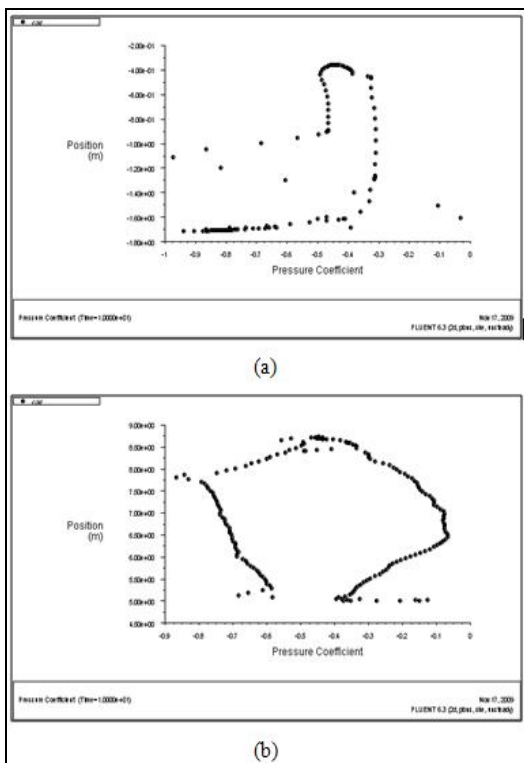 -2.00e-01
-4.00e-01
-6.00e-01
-8.00e-01
-1.00e+00
-1.20e+00
-1.40e+00
-1.60e+00
-1.80e+00
Position
(m)
-1 -0.9 -0.8 -0.7 -0.6 -0.5 -0.4 -0.3 -0.2 -0.1 0
Pressure Coefficient
Pressure Coefficient (Time=1.0000e+01)
Nov 17, 2009
FLUENT 6.3 (2d, pbns, ske, unsteady)
(a)
9.00e+00
8.50e+00
8.00e+00
7.50e+00
7.00e+00
6.50e+00
6.00e+00
5.50e+00
5.00e+00
4.50e+00
Position
(m)
-0.9 -0.8 -0.7 -0.6 -0.5 -0.4 -0.3 -0.2 -0.1 0
Pressure Coefficient
Pressure Coefficient (Time=1.0000e+01)
Nov 17, 2009
FLUENT 6.3 (2d, pbns, ske, unsteady)
(b)